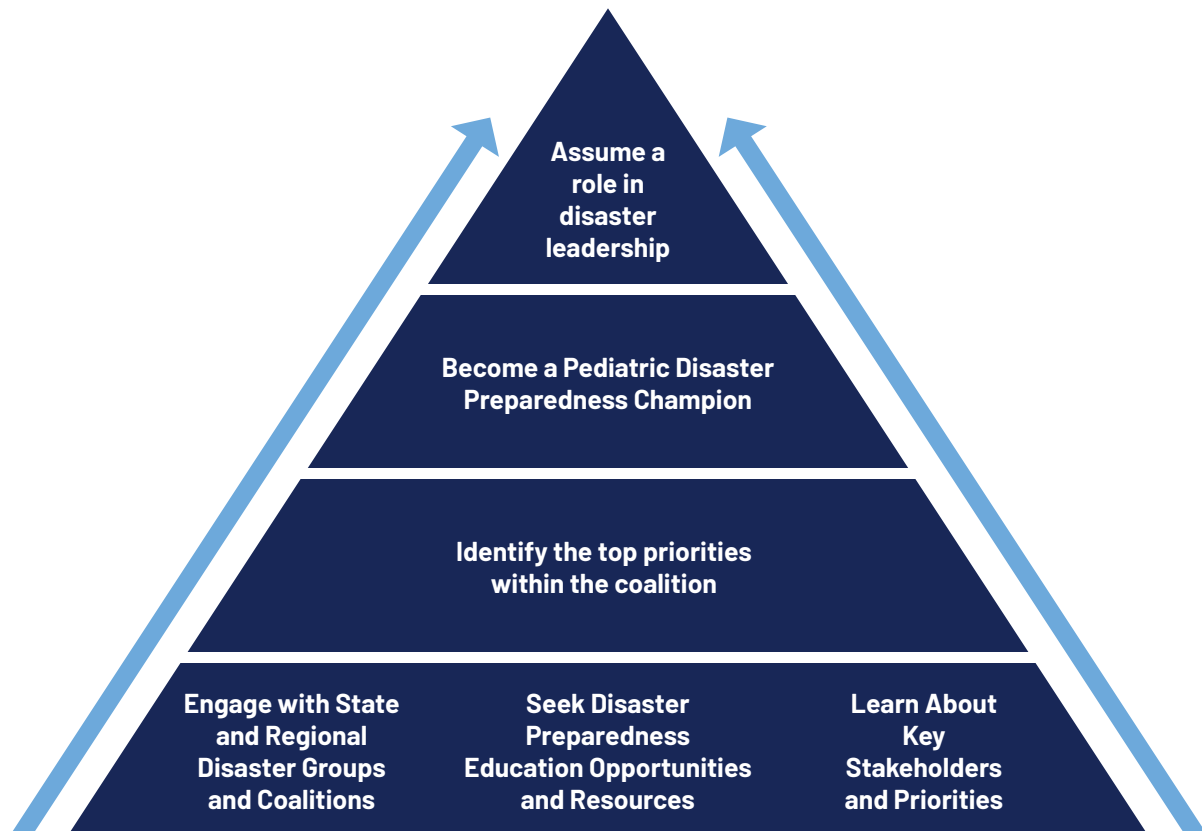 Assume a
role in
disaster
leadership
Become a Pediatric Disaster
Preparedness Champion
Identify the top priorities
within the coalition
Engage with State
and Regional
Disaster Groups
and Coalitions
Seek Disaster
Preparedness
Education Opportunities
and Resources
Learn About
Key
Stakeholders
and Priorities